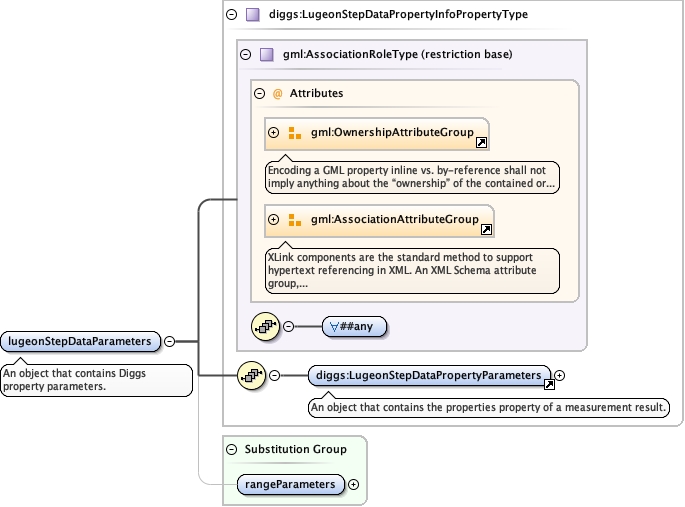 diggs:LugeonStepDataPropertyInfoPropertyType
gml:AssociationRoleType (restriction base)
@ Attributes
gml:OwnershipAttributeGroup
Encoding a GML property inline vs. by-reference shall not
imply anything about the “ownership” of the contained or...
gml:AssociationAttributeGroup
XLink components are the standard method to support
hypertext referencing in XML. An XML Schema attribute
group,...
∀##any
lugeonStepDataParameters
An object that contains Diggs
property parameters.
diggs:LugeonStepDataPropertyParameters
An object that contains the properties property of a measurement result.
Substitution Group
rangeParameters